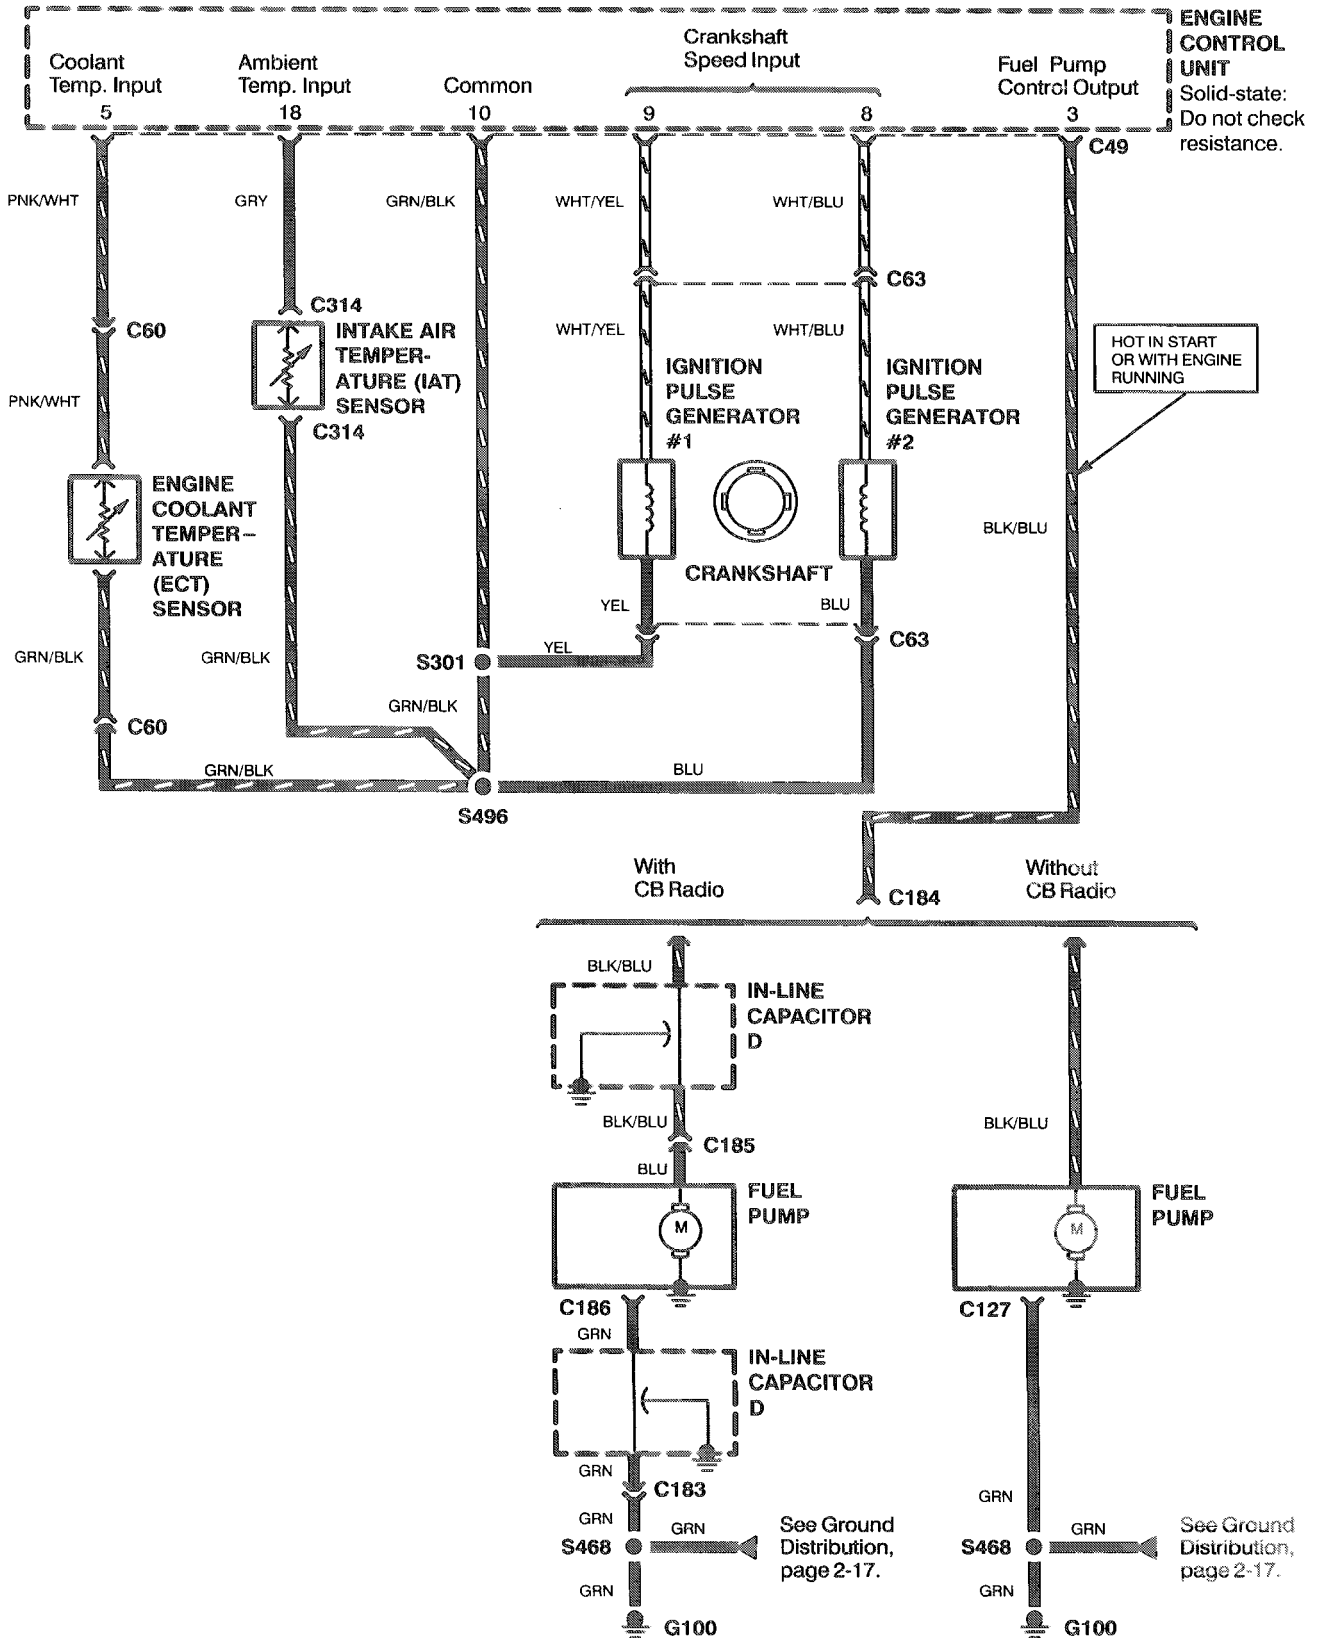 ENGINE
CONTROL
UNIT
Solid-state:
Do not check
resistance.
Coolant
Temp. Input
5
Ambient
Temp. Input
18
Common
10
Crankshaft
Speed Input
9
8
Fuel Pump
Control Output
3
C49
PNK/WHT
GRY
GRN/BLK
WHT/YEL
WHT/BLU
C63
C60
C314
INTAKE AIR
TEMPER-
ATURE (IAT)
SENSOR
C314
WHT/YEL
WHT/BLU
HOT IN START
OR WITH ENGINE
RUNNING
PNK/WHT
IGNITION
PULSE
GENERATOR
#1
IGNITION
PULSE
GENERATOR
#2
ENGINE
COOLANT
TEMPER-
ATURE
(ECT)
SENSOR
CRANKSHAFT
BLK/BLU
YEL
BLU
C63
GRN/BLK
GRN/BLK
S301
YEL
GRN/BLK
C60
GRN/BLK
BLU
S496
With
CB Radio
Without
CB Radio
C184
BLK/BLU
IN-LINE
CAPACITOR
D
BLK/BLU
C185
BLU
BLK/BLU
FUEL
PUMP
M
FUEL
PUMP
M
C186
GRN
C127
IN-LINE
CAPACITOR
D
GRN
C183
GRN
S468
GRN
See Ground
Distribution,
page 2-17.
GRN
G100
GRN
S468
GRN
See Ground
Distribution,
page 2-17.
GRN
G100